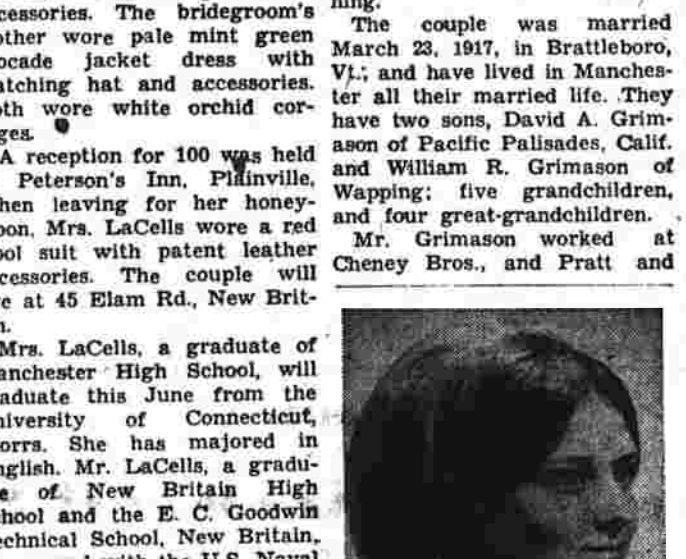 cessories. The bridegroom's
other wore pale mint green
ocade jacket dress with
atching hat and accessories.
oth wore white orchid cor-
ges.
A reception for 100 was held
Peterson's Inn, Plainville.
hen leaving for her honey-
oon, Mrs. LaCells wore a red
ool suit with patent leather
cessories. The couple will
e at 45 Elam Rd., New Brit-
n.
Mrs. LaCells, a graduate of
anchester High School, will
aduate this June from the
niversity of Connecticut,
orrs. She has majored in
nglish. Mr. LaCells, a gradu-
e of New Britain High
chool and the E. C. Goodwin
echnical School, New Britain,
with the U.S. Naval
ning.
The couple was married
March 23, 1917, in Brattleboro,
Vt.; and have lived in Manches-
ter all their married life. They
have two sons, David A. Grim-
ason of Pacific Palisades, Calif.
and William R. Grimason of
Wapping; five grandchildren,
and four great-grandchildren.
Mr. Grimason worked at
Cheney Bros., and Pratt and